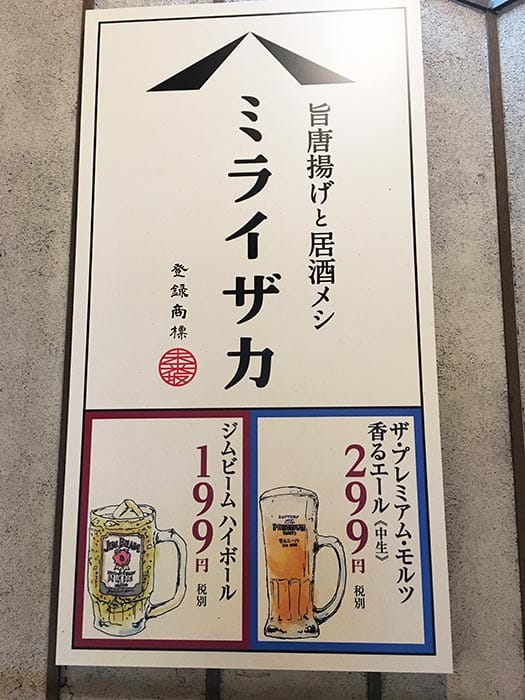 旨唐揚げと居酒メシ
ミライザカ
登録商標
ザ・プレミアム・モルツ
香るエール《中生》
299円 税別
ジムビーム ハイボール
199円 税別
JIM BEAM